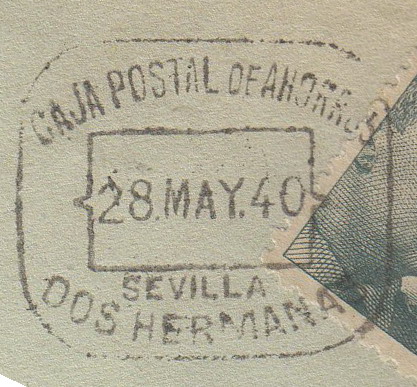 CAJA POSTAL DE AHORROS
28.MAY.40
SEVILLA
DOS HERMANAS